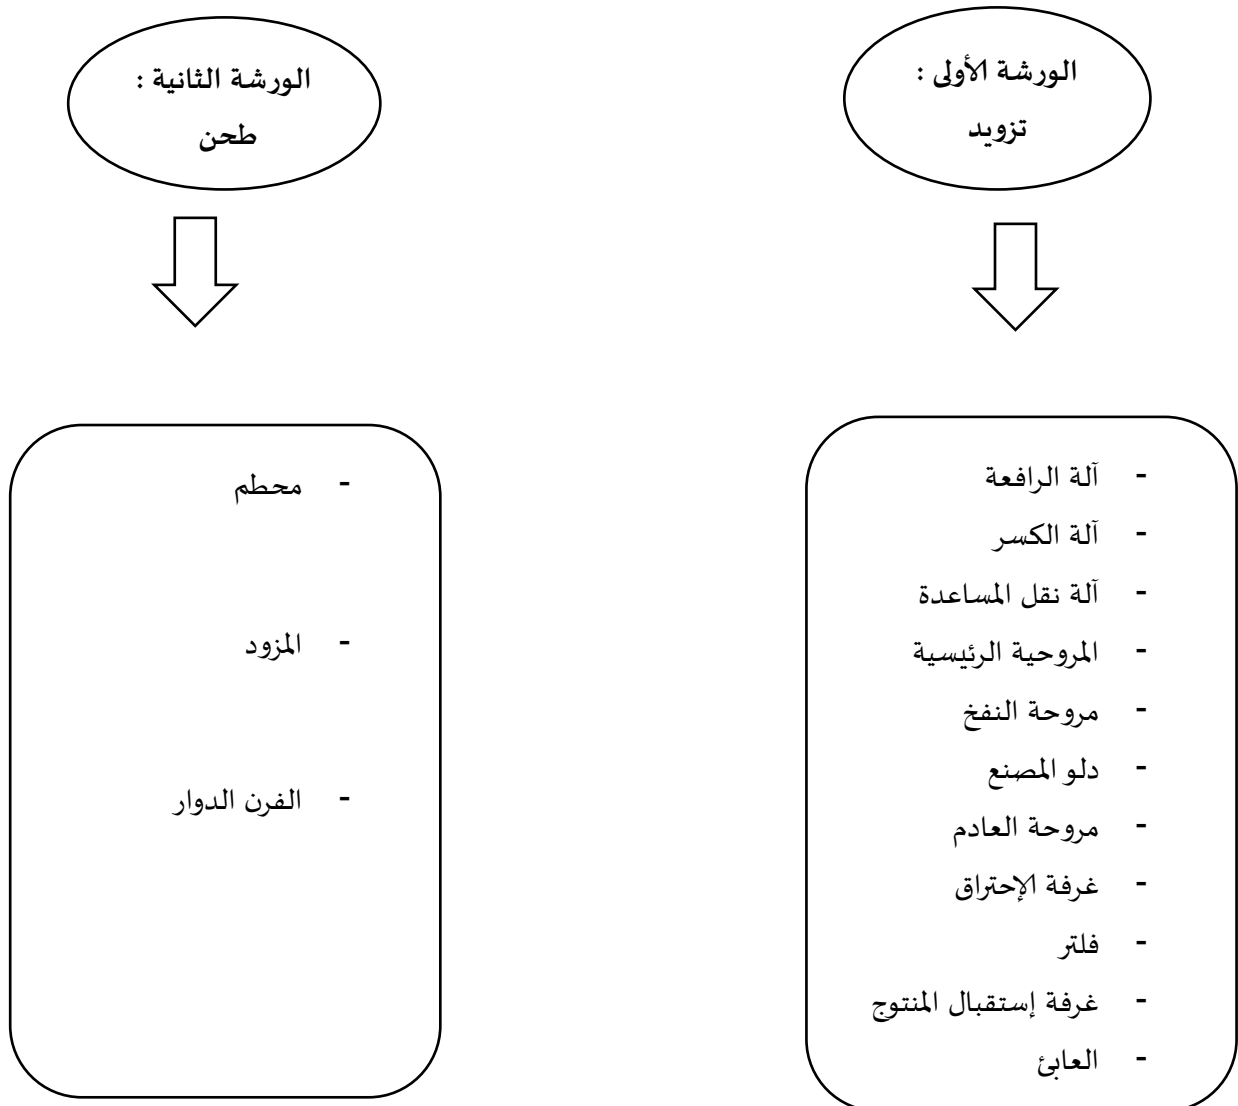 الورشة الأولى :
تزويد
- آلة الرافعة
- آلة الكسر
- آلة نقل المساعدة
- المروحية الرئيسية
- مروحة النفخ
- دلو المصنع
- مروحة العادم
- غرفة الإحتراق
- فلتر
- غرفة إستقبال المنتوج
- العابئ
الورشة الثانية :
طحن
- محطم
- المزود
- الفرن الدوار